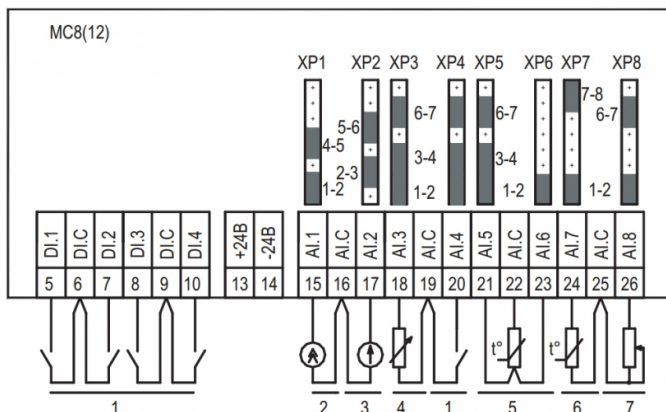 MC8(12)
XP1 XP2 XP3 XP4 XP5 XP6 XP7 XP8
7-8
6-7 6-7 6-7
5-6
4-5
3-4 3-4
2-3
1-2 1-2 1-2 1-2
DI.1 DI.C DI.2 DI.3 DI.C DI.4 +24В -24В AI.1 AI.C AI.2 AI.3 AI.C AI.4 AI.5 AI.C AI.6 AI.7 AI.C AI.8
5 6 7 8 9 10 13 14 15 16 17 18 19 20 21 22 23 24 25 26
t° t°
1 2 3 4 1 5 6 7